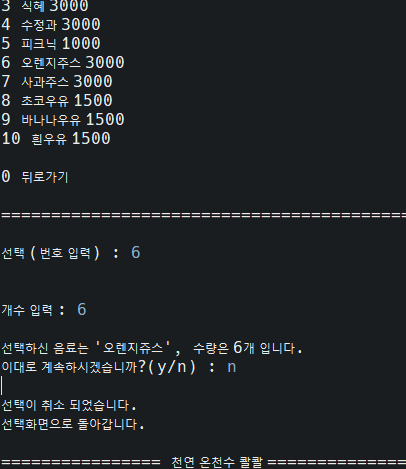 3 식혜 3000
4 수정과 3000
5 피크닉 1000
6 오렌지주스 3000
7 사과주스 3000
8 초코우유 1500
9 바나나우유 1500
10 흰우유 1500
0 뒤로가기
=========================================
선택 (번호 입력) : 6
개수 입력 : 6
선택하신 음료는 '오렌지쥬스', 수량은 6개 입니다.
이대로 계속하시겠습니까?(y/n) : n
선택이 취소 되었습니다.
선택화면으로 돌아갑니다.
================ 천연 온천수 콸콸 ==============